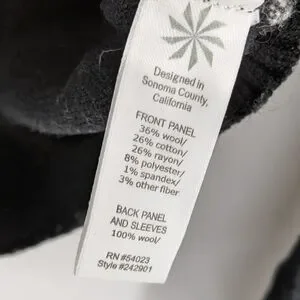 Designed in
Sonoma County,
California
FRONT PANEL
36% wool/
26% cotton/
26% rayon/
8% polyester/
1% spandex/
3% other fiber
BACK PANEL
AND SLEEVES
100% wool/
RN #54023
Style #242901